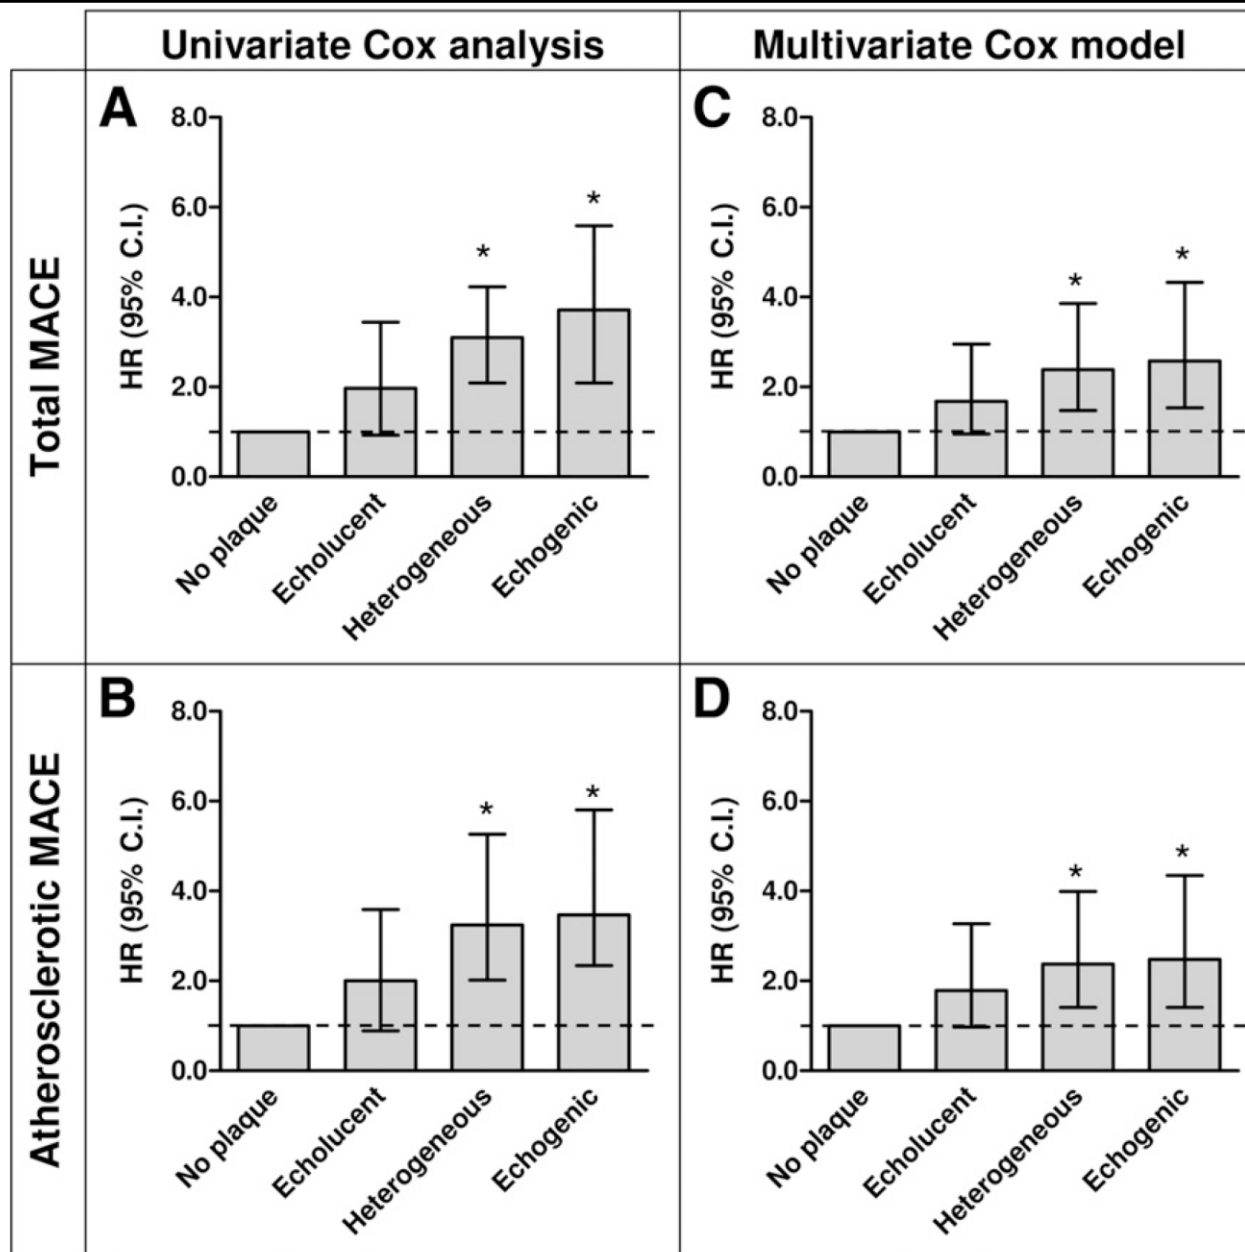 Univariate Cox analysis
Multivariate Cox model
Total MACE
A
8.0
6.0
4.0
2.0
0.0
HR (95% C.I.)
*
*
No plaque
Echolucent
Heterogeneous
Echogenic
C
8.0
6.0
4.0
2.0
0.0
HR (95% C.I.)
*
*
No plaque
Echolucent
Heterogeneous
Echogenic
Atherosclerotic MACE
B
8.0
6.0
4.0
2.0
0.0
HR (95% C.I.)
*
*
No plaque
Echolucent
Heterogeneous
Echogenic
D
8.0
6.0
4.0
2.0
0.0
HR (95% C.I.)
*
*
No plaque
Echolucent
Heterogeneous
Echogenic